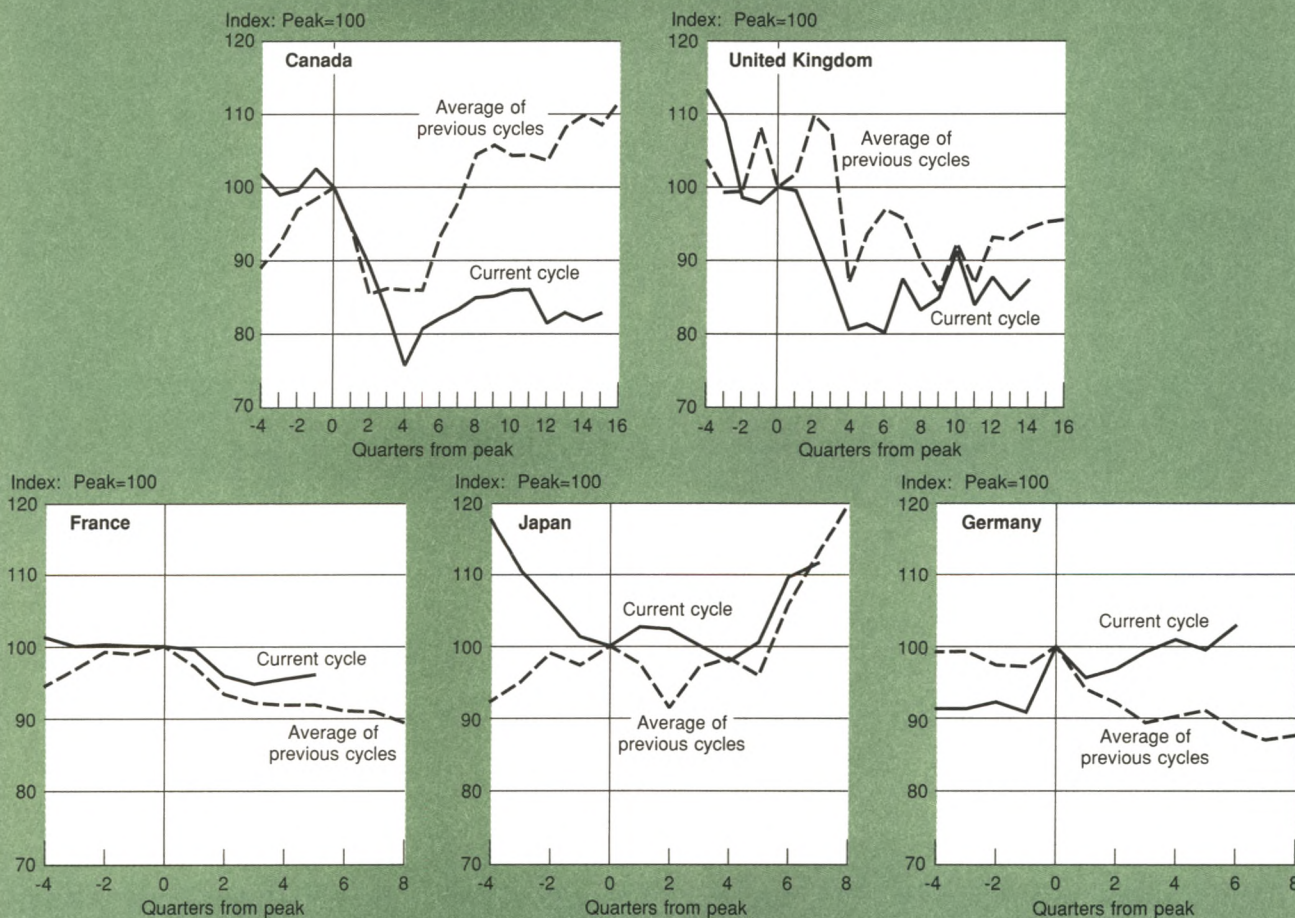 Index: Peak=100
120
110
100
90
80
70
Canada
Average of
previous cycles
Current cycle
-4 -2 0 2 4 6 8 10 12 14 16
Quarters from peak
Index: Peak=100
120
110
100
90
80
70
United Kingdom
Average of
previous cycles
Current cycle
-4 -2 0 2 4 6 8 10 12 14 16
Quarters from peak
Index: Peak=100
120
110
100
90
80
70
France
Current cycle
Average of
previous cycles
-4 -2 0 2 4 6 8
Quarters from peak
Index: Peak=100
120
110
100
90
80
70
Japan
Current cycle
Average of
previous cycles
-4 -2 0 2 4 6 8
Quarters from peak
Index: Peak=100
120
110
100
90
80
70
Germany
Current cycle
Average of
previous cycles
-4 -2 0 2 4 6 8
Quarters from peak